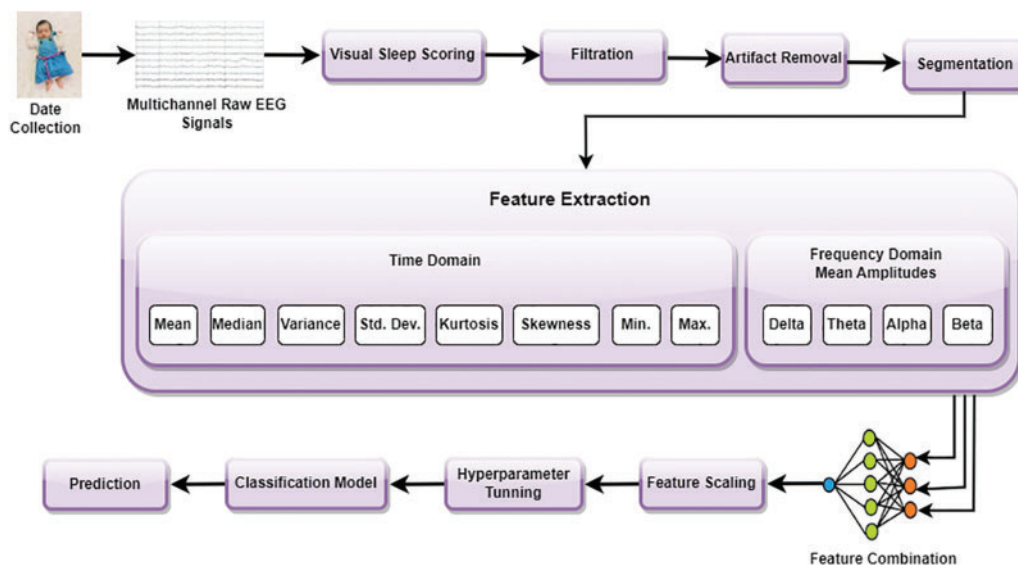 Date
Collection
Multichannel Raw EEG
Signals
Visual Sleep Scoring
Filtration
Artifact Removal
Segmentation
Feature Extraction
Time Domain
Mean
Median
Variance
Std. Dev.
Kurtosis
Skewness
Min.
Max.
Frequency Domain
Mean Amplitudes
Delta
Theta
Alpha
Beta
Prediction
Classification Model
Hyperparameter
Tunning
Feature Scaling
Feature Combination